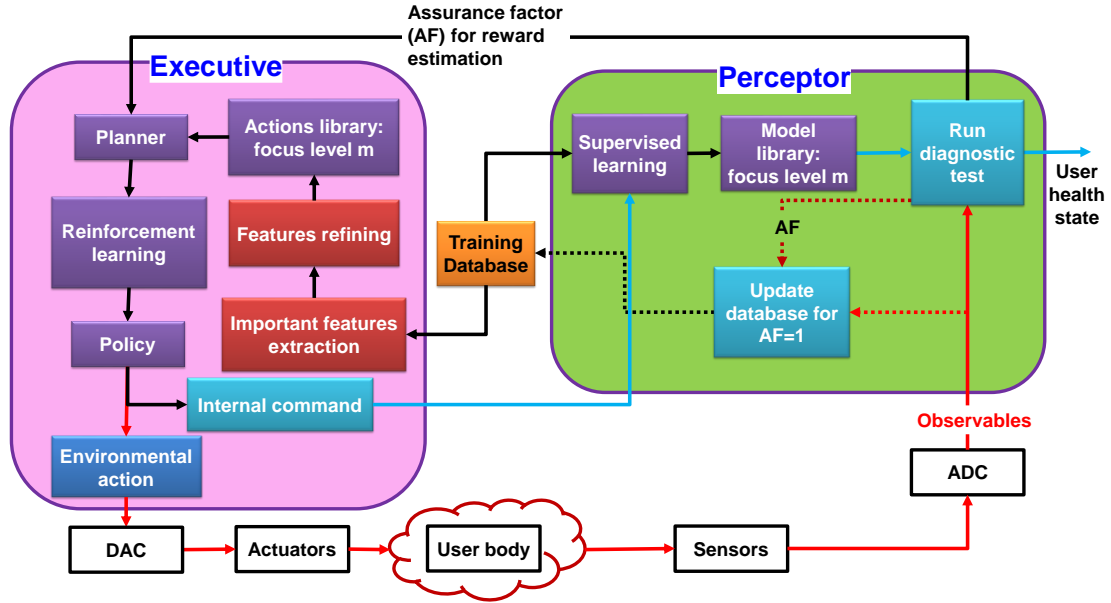 Assurance factor
(AF) for reward
estimation
Executive
Perceptor
Planner
Actions library:
focus level m
Supervised
learning
Model
library:
focus level m
Run
diagnostic
test
User
health
state
Reinforcement
learning
Features refining
Training
Database
AF
Update
database for
AF=1
Important features
extraction
Policy
Internal command
Environmental
action
Observables
ADC
DAC
Actuators
User body
Sensors